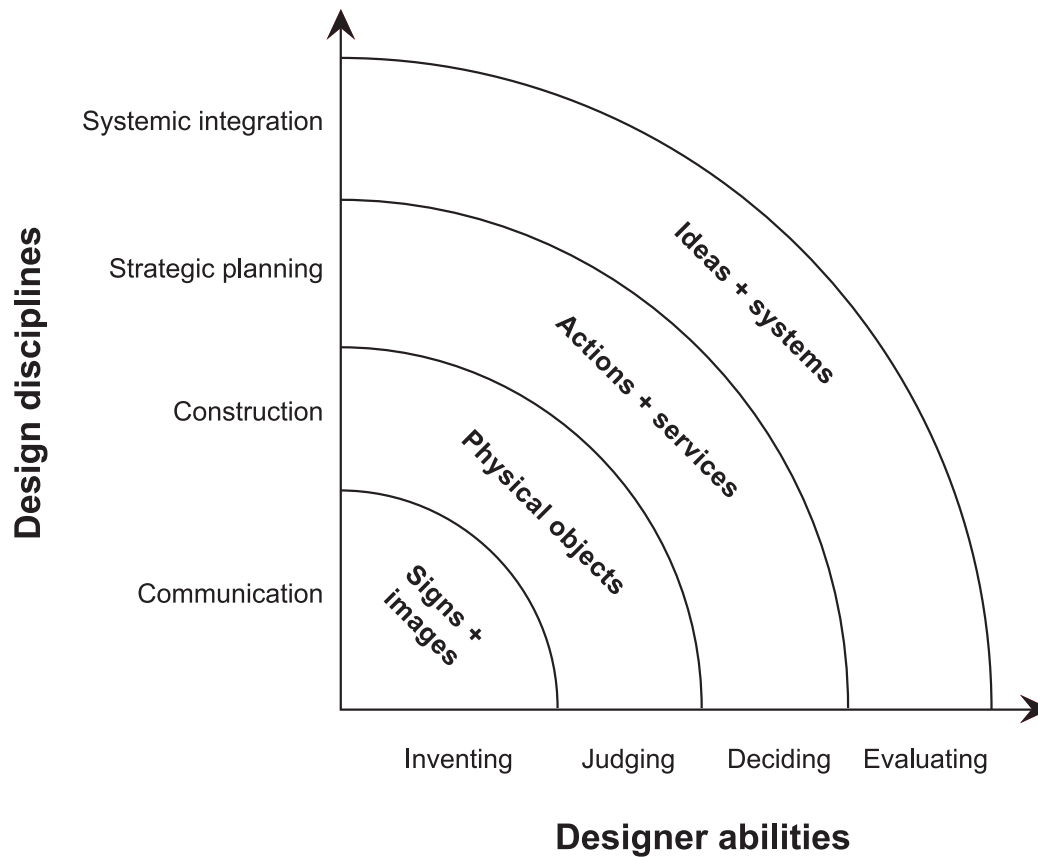 Design disciplines
Systemic integration
Strategic planning
Construction
Communication
Ideas + systems
Actions + services
Physical objects
Signs +
images
Inventing
Judging
Deciding
Evaluating
Designer abilities